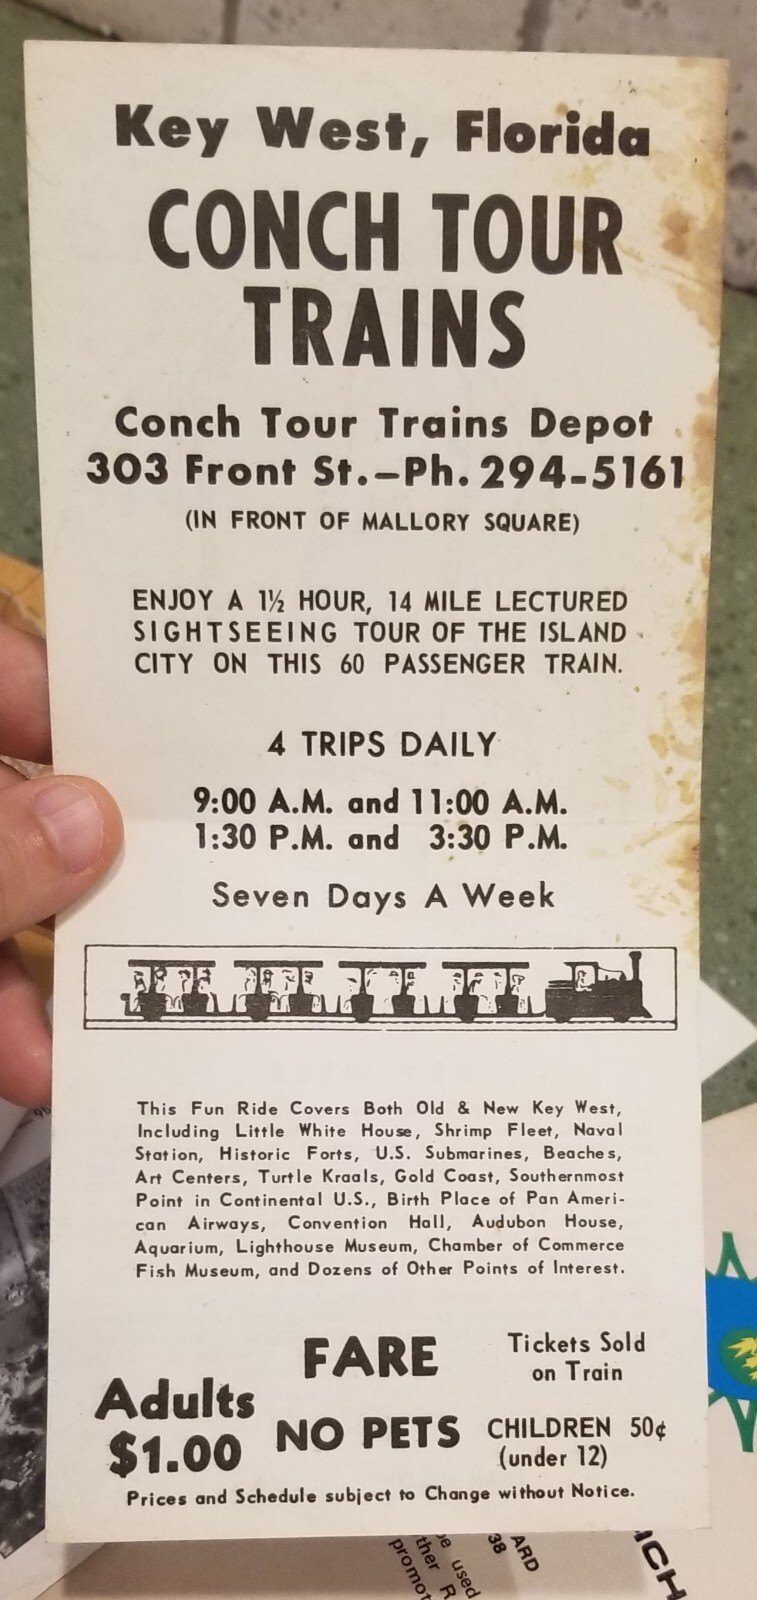 Key West, Florida
CONCH TOUR
TRAINS
Conch Tour Trains Depot
303 Front St.—Ph. 294-5161
(IN FRONT OF MALLORY SQUARE)
ENJOY A 1½ HOUR, 14 MILE LECTURED
SIGHTSEEING TOUR OF THE ISLAND
CITY ON THIS 60 PASSENGER TRAIN.
4 TRIPS DAILY
9:00 A.M. and 11:00 A.M.
1:30 P.M. and 3:30 P.M.
Seven Days A Week
This Fun Ride Covers Both Old & New Key West,
Including Little White House, Shrimp Fleet, Naval
Station, Historic Forts, U.S. Submarines, Beaches,
Art Centers, Turtle Kraals, Gold Coast, Southernmost
Point in Continental U.S., Birth Place of Pan Ameri-
can Airways, Convention Hall, Audubon House,
Aquarium, Lighthouse Museum, Chamber of Commerce
Fish Museum, and Dozens of Other Points of Interest.
FARE
Tickets Sold
on Train
Adults
$1.00
NO PETS
CHILDREN 50¢
(under 12)
Prices and Schedule subject to Change without Notice.
ARD
38
used